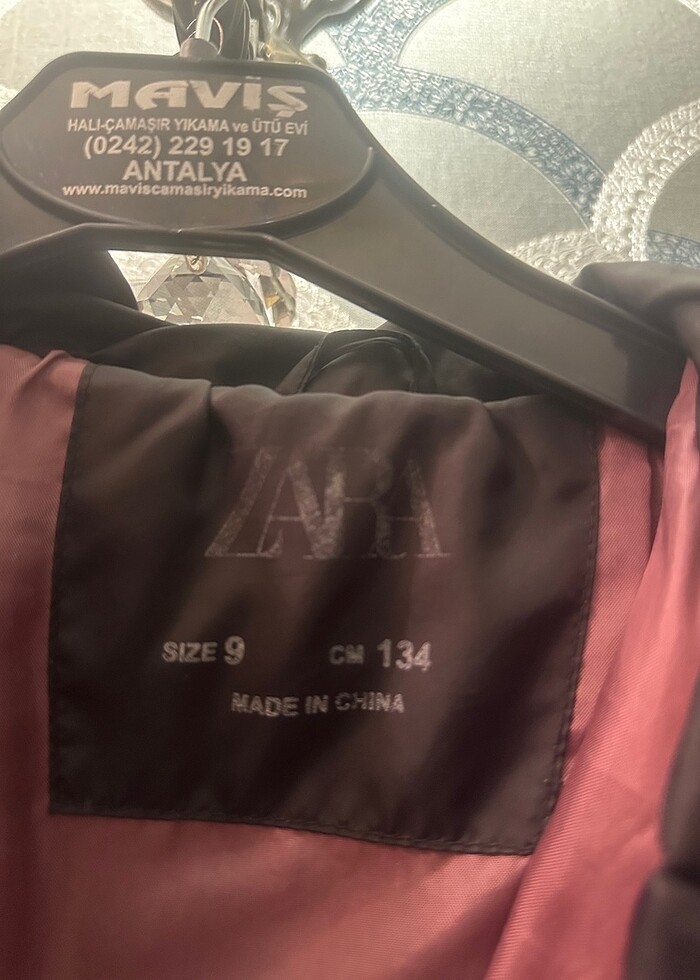 MAVİŞ
HALI-ÇAMAŞIR YIKAMA ve ÜTÜ EVİ
(0242) 229 19 17
ANTALYA
www.maviscamasiryikama.com
ZARA
SIZE 9 CM 134
MADE IN CHINA